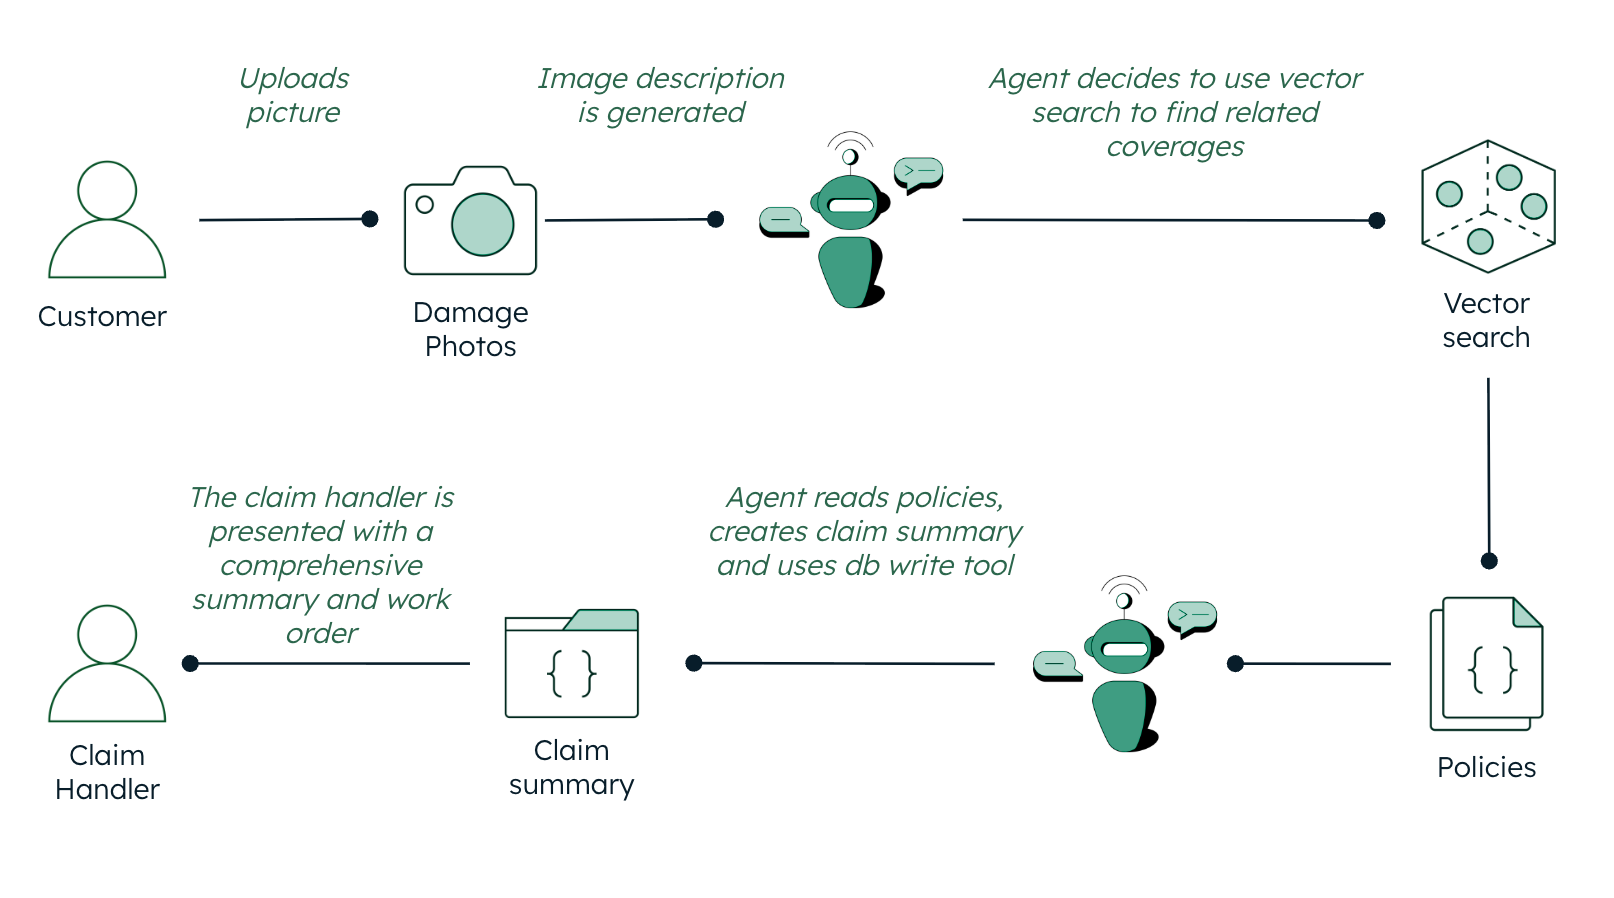 Uploads
picture
Image description
is generated
Agent decides to use vector
search to find related
coverages
Customer
Damage
Photos
Vector
search
The claim handler is
presented with a
comprehensive
summary and work
order
Agent reads policies,
creates claim summary
and uses db write tool
Claim
Handler
Claim
summary
Policies